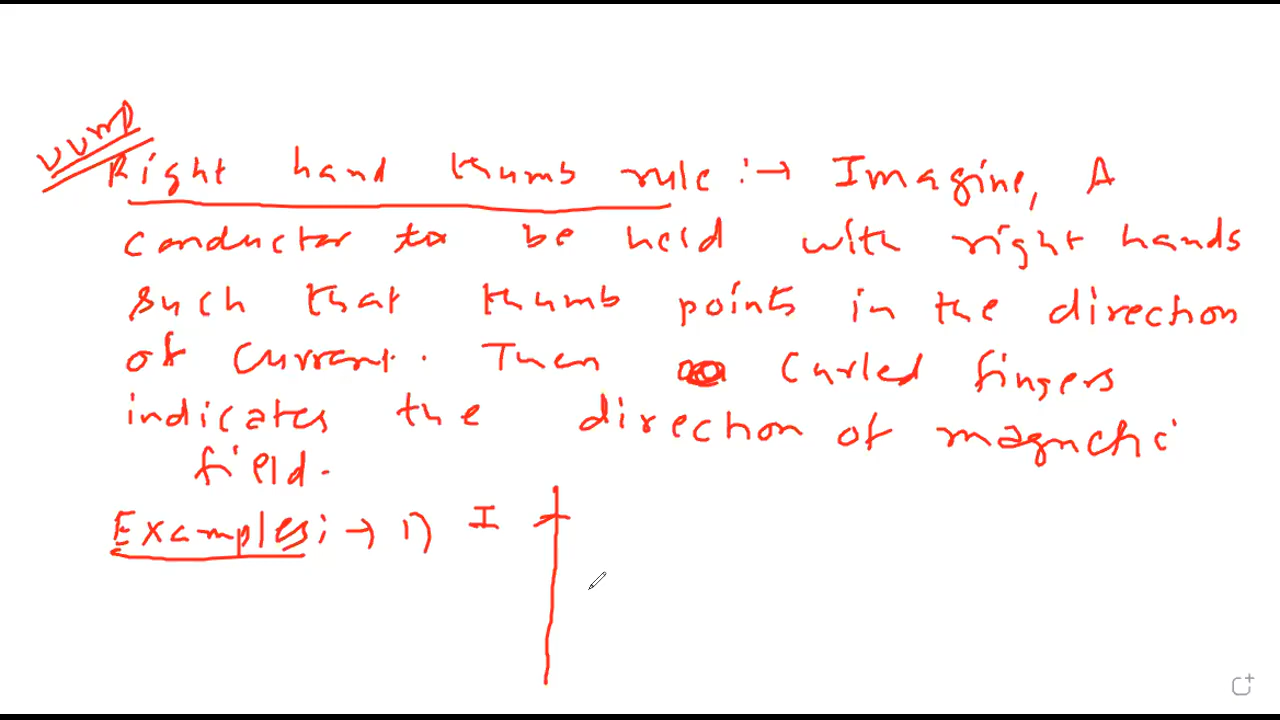 VVImp
Right hand thumb rule :→ Imagine, A
conductor to be held with right hands
such that thumb points in the direction
of current. Then curled fingers
indicates the direction of magnetic
field.
Examples; → 1) I